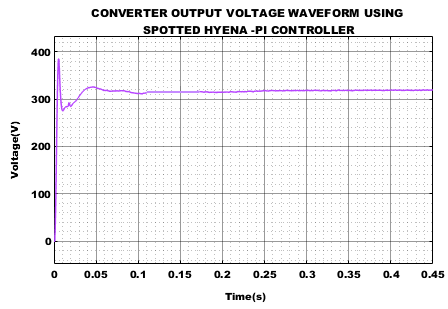 CONVERTER OUTPUT VOLTAGE WAVEFORM USING
SPOTTED HYENA -PI CONTROLLER
400
300
200
100
0
Voltage(V)
0 0.05 0.1 0.15 0.2 0.25 0.3 0.35 0.4 0.45
Time(s)